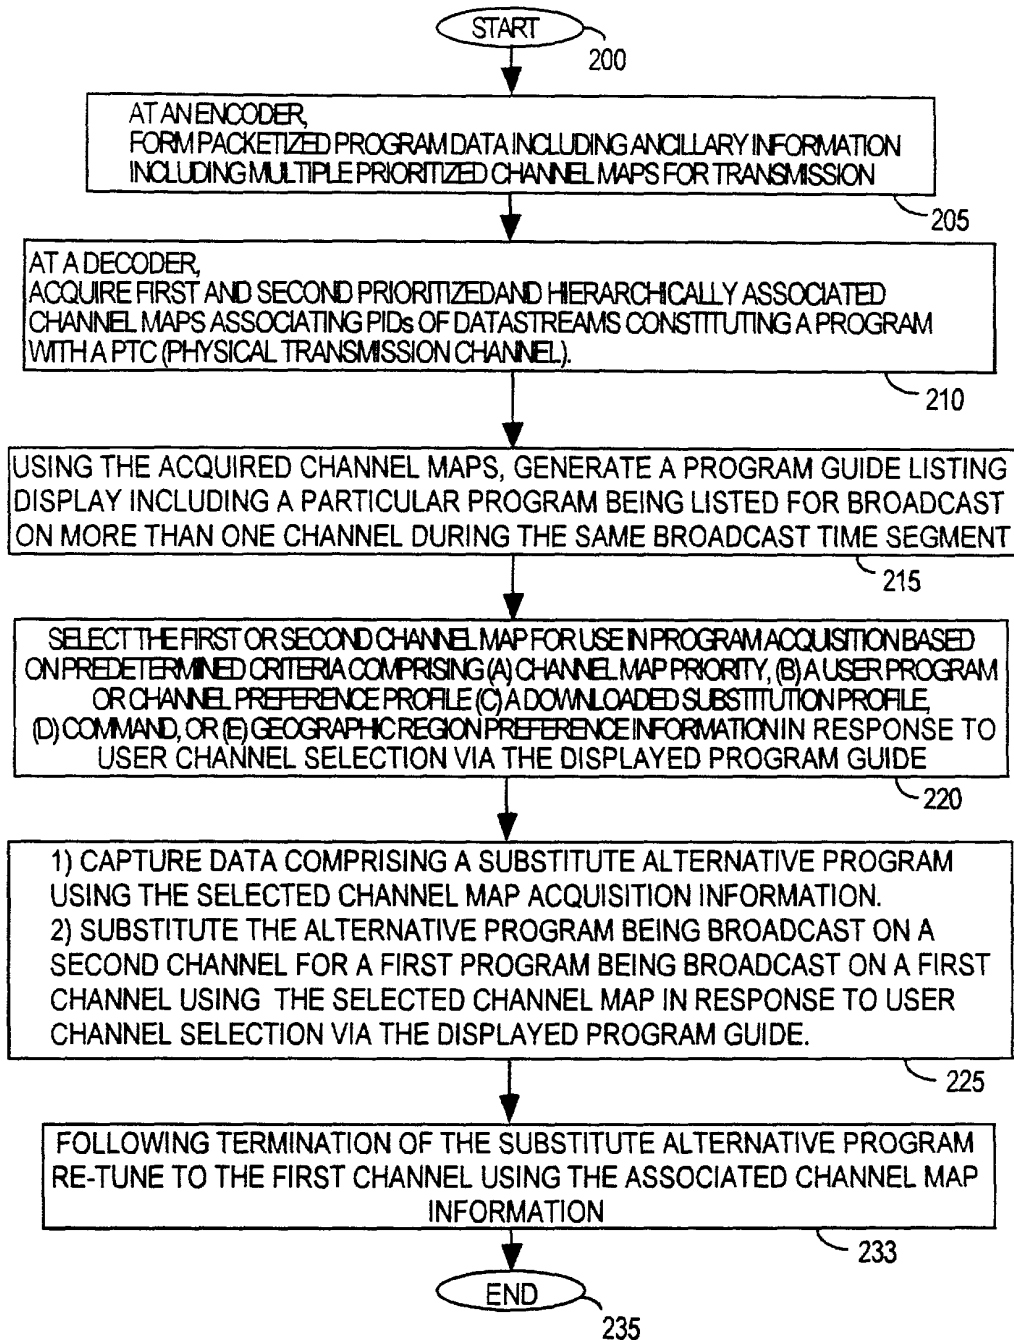 START
200
AT AN ENCODER,
FORM PACKETIZED PROGRAM DATA INCLUDING ANCILLARY INFORMATION
INCLUDING MULTIPLE PRIORITIZED CHANNEL MAPS FOR TRANSMISSION
205
AT A DECODER,
ACQUIRE FIRST AND SECOND PRIORITIZED AND HIERARCHICALLY ASSOCIATED
CHANNEL MAPS ASSOCIATING PIDs OF DATASTREAMS CONSTITUTING A PROGRAM
WITH A PTC (PHYSICAL TRANSMISSION CHANNEL).
210
USING THE ACQUIRED CHANNEL MAPS, GENERATE A PROGRAM GUIDE LISTING
DISPLAY INCLUDING A PARTICULAR PROGRAM BEING LISTED FOR BROADCAST
ON MORE THAN ONE CHANNEL DURING THE SAME BROADCAST TIME SEGMENT
215
SELECT THE FIRST OR SECOND CHANNEL MAP FOR USE IN PROGRAM ACQUISITION BASED
ON PREDETERMINED CRITERIA COMPRISING (A) CHANNEL MAP PRIORITY, (B) A USER PROGRAM
OR CHANNEL PREFERENCE PROFILE (C) A DOWNLOADED SUBSTITUTION PROFILE,
(D) COMMAND, OR (E) GEOGRAPHIC REGION PREFERENCE INFORMATION IN RESPONSE TO
USER CHANNEL SELECTION VIA THE DISPLAYED PROGRAM GUIDE
220
1) CAPTURE DATA COMPRISING A SUBSTITUTE ALTERNATIVE PROGRAM
USING THE SELECTED CHANNEL MAP ACQUISITION INFORMATION.
2) SUBSTITUTE THE ALTERNATIVE PROGRAM BEING BROADCAST ON A
SECOND CHANNEL FOR A FIRST PROGRAM BEING BROADCAST ON A FIRST
CHANNEL USING THE SELECTED CHANNEL MAP IN RESPONSE TO USER
CHANNEL SELECTION VIA THE DISPLAYED PROGRAM GUIDE.
225
FOLLOWING TERMINATION OF THE SUBSTITUTE ALTERNATIVE PROGRAM
RE-TUNE TO THE FIRST CHANNEL USING THE ASSOCIATED CHANNEL MAP
INFORMATION
233
END
235